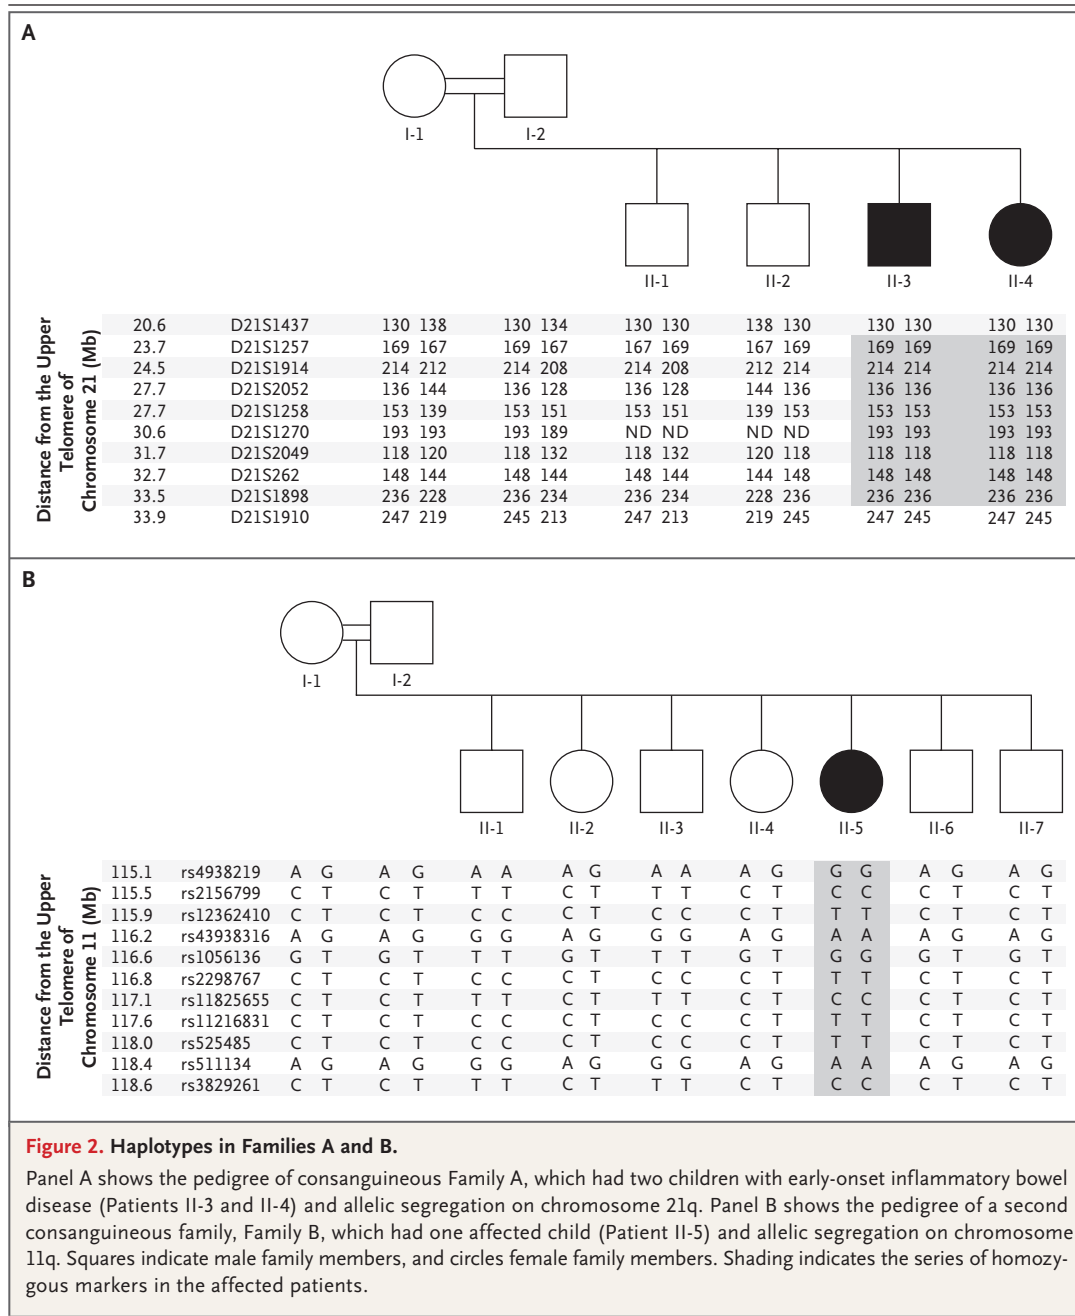 A
I-1 I-2
II-1 II-2 II-3 II-4
Distance from the Upper
Telomere of
Chromosome 21 (Mb)
20.6 D21S1437 130 138 130 134 130 130 138 130 130 130 130 130
23.7 D21S1257 169 167 169 167 167 169 167 169 169 169 169 169
24.5 D21S1914 214 212 214 208 214 208 212 214 214 214 214 214
27.7 D21S2052 136 144 136 128 136 128 144 136 136 136 136 136
27.7 D21S1258 153 139 153 151 153 151 139 153 153 153 153 153
30.6 D21S1270 193 193 193 189 ND ND ND ND 193 193 193 193
31.7 D21S2049 118 120 118 132 118 132 120 118 118 118 118 118
32.7 D21S262 148 144 148 144 148 144 144 148 148 148 148 148
33.5 D21S1898 236 228 236 234 236 234 228 236 236 236 236 236
33.9 D21S1910 247 219 245 213 247 213 219 245 247 245 247 245
B
I-1 I-2
II-1 II-2 II-3 II-4 II-5 II-6 II-7
Distance from the Upper
Telomere of
Chromosome 11 (Mb)
115.1 rs4938219 A G A G A A A G A A A G G G A G A G
115.5 rs2156799 C T C T T T C T T T C T C C C T C T
115.9 rs12362410 C T C T C C C T C C C T T T C T C T
116.2 rs43938316 A G A G G G A G G G A G A A A G A G
116.6 rs1056136 G T G T T T G T T T G T G G G T G T
116.8 rs2298767 C T C T C C C T C C C T T T C T C T
117.1 rs11825655 C T C T T T C T T T C T C C C T C T
117.6 rs11216831 C T C T C C C T C C C T T T C T C T
118.0 rs525485 C T C T C C C T C C C T T T C T C T
118.4 rs511134 A G A G G G A G G G A G A A A G A G
118.6 rs3829261 C T C T T T C T T T C T C C C T C T
Figure 2. Haplotypes in Families A and B.
Panel A shows the pedigree of consanguineous Family A, which had two children with early-onset inflammatory bowel
disease (Patients II-3 and II-4) and allelic segregation on chromosome 21q. Panel B shows the pedigree of a second
consanguineous family, Family B, which had one affected child (Patient II-5) and allelic segregation on chromosome
11q. Squares indicate male family members, and circles female family members. Shading indicates the series of homozy-
gous markers in the affected patients.